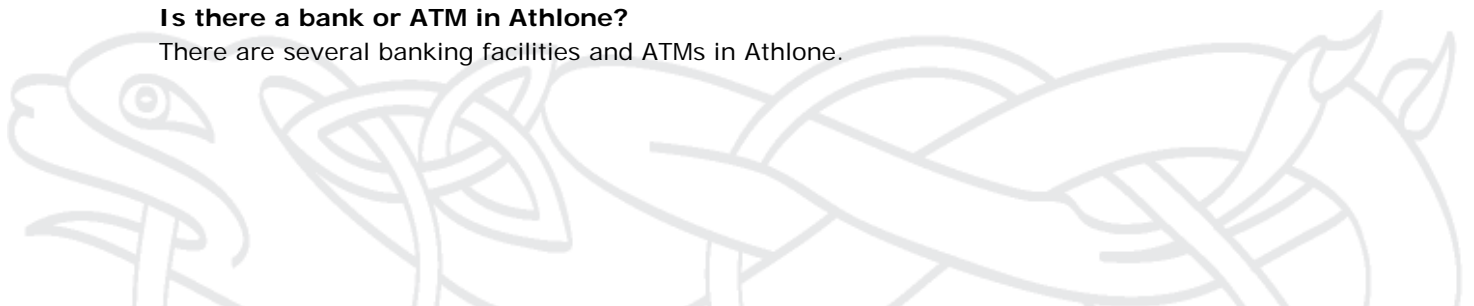 Is there a bank or ATM in Athlone?
There are several banking facilities and ATMs in Athlone.